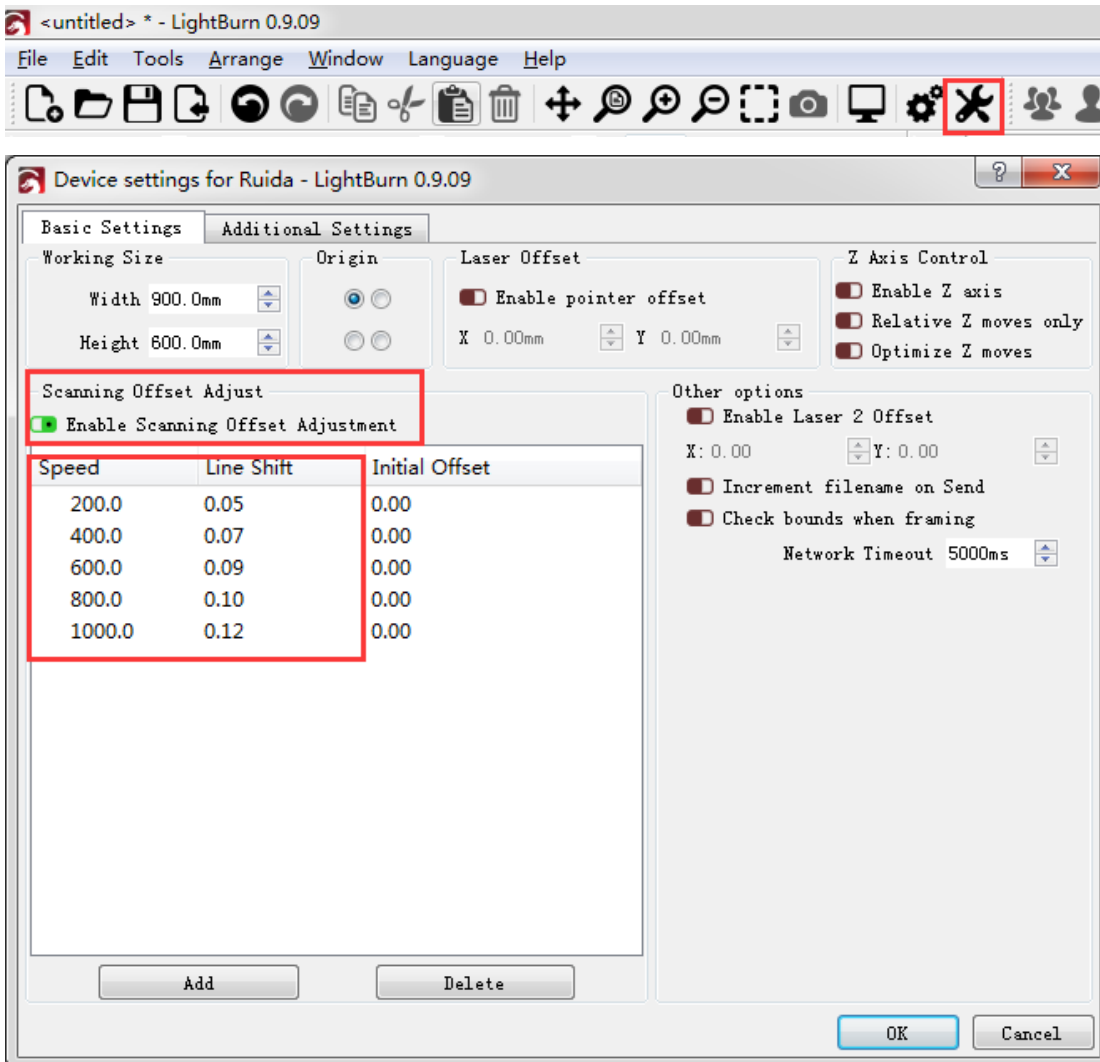 <untitled> * - LightBurn 0.9.09
File Edit Tools Arrange Window Language Help
Device settings for Ruida - LightBurn 0.9.09
Basic Settings Additional Settings
Working Size Origin Laser Offset Z Axis Control
Width 900.0mm Enable pointer offset Enable Z axis
Relative Z moves only
Height 600.0mm X 0.00mm Y 0.00mm Optimize Z moves
Scanning Offset Adjust Other options
Enable Scanning Offset Adjustment Enable Laser 2 Offset
Speed Line Shift Initial Offset X: 0.00 Y: 0.00
200.0 0.05 0.00 Increment filename on Send
400.0 0.07 0.00 Check bounds when framing
600.0 0.09 0.00 Network Timeout 5000ms
800.0 0.10 0.00
1000.0 0.12 0.00
Add Delete
OK Cancel